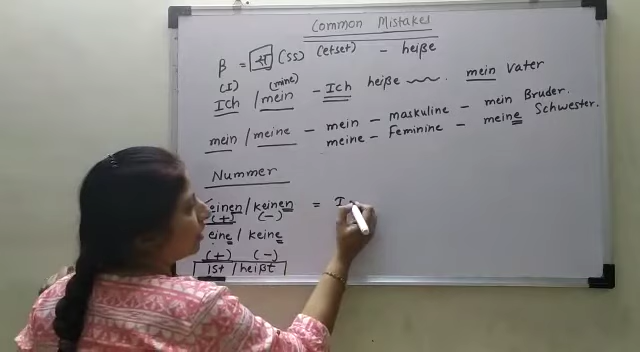 Common Mistakes
β = स (ss) (etset) - heiße
(I) (mine)
Ich / mein - Ich heiße mein Vater
mein / meine - mein - maskuline - mein Bruder.
meine - Feminine - meine Schwester.
Nummer
einen / keinen = I
(+) (-)
eine / keine
(+) (-)
ist / heißt